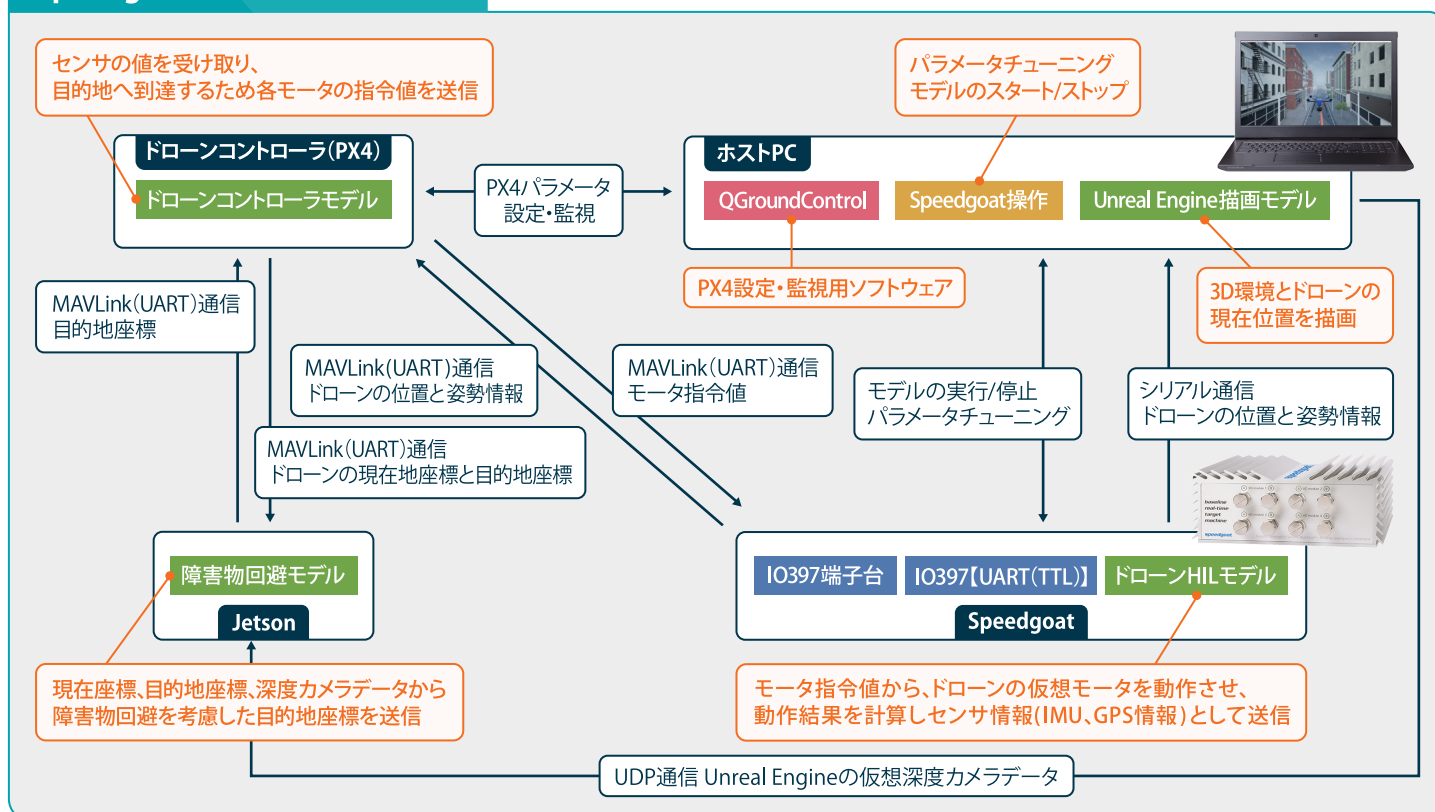 センサの値を受け取り、
目的地へ到達するため各モータの指令値を送信
パラメータチューニング
モデルのスタート/ストップ
ドローンコントローラ(PX4)
ドローンコントローラモデル
PX4パラメータ
設定・監視
ホストPC
QGroundControl
Speedgoat操作
Unreal Engine描画モデル
PX4設定・監視用ソフトウェア
3D環境とドローンの
現在位置を描画
MAVLink(UART)通信
目的地座標
MAVLink(UART)通信
ドローンの位置と姿勢情報
MAVLink(UART)通信
モータ指令値
モデルの実行/停止
パラメータチューニング
シリアル通信
ドローンの位置と姿勢情報
MAVLink(UART)通信
ドローンの現在地座標と目的地座標
baseline
real-time
target
machine
speedgoat
障害物回避モデル
Jetson
IO397端子台
IO397【UART(TTL)】
ドローンHILモデル
Speedgoat
現在座標、目的地座標、深度カメラデータから
障害物回避を考慮した目的地座標を送信
モータ指令値から、ドローンの仮想モータを動作させ、
動作結果を計算しセンサ情報(IMU、GPS情報)として送信
UDP通信 Unreal Engineの仮想深度カメラデータ